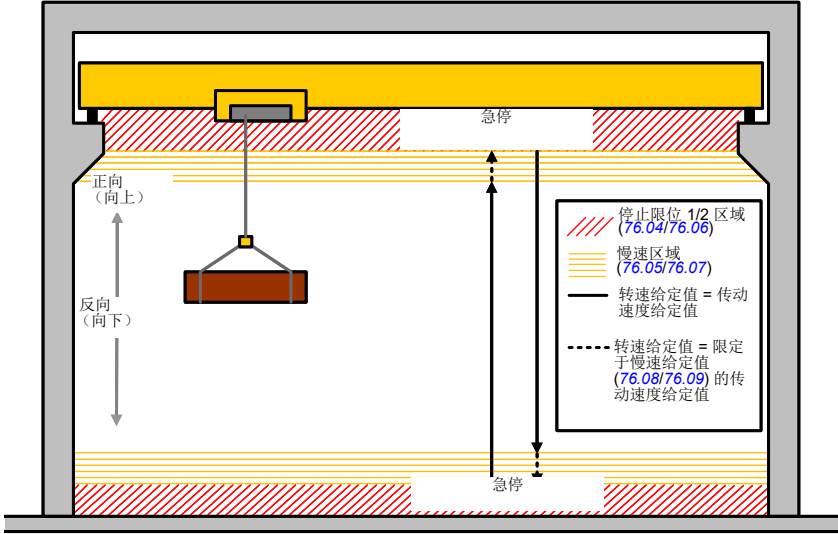 急停
正向
（向上）
反向
（向下）
停止限位 1/2 区域
(76.04/76.06)
慢速区域
(76.05/76.07)
转速给定值 = 传动
速度给定值
转速给定值 = 限定
于慢速给定值
(76.08/76.09) 的传
动速度给定值
急停